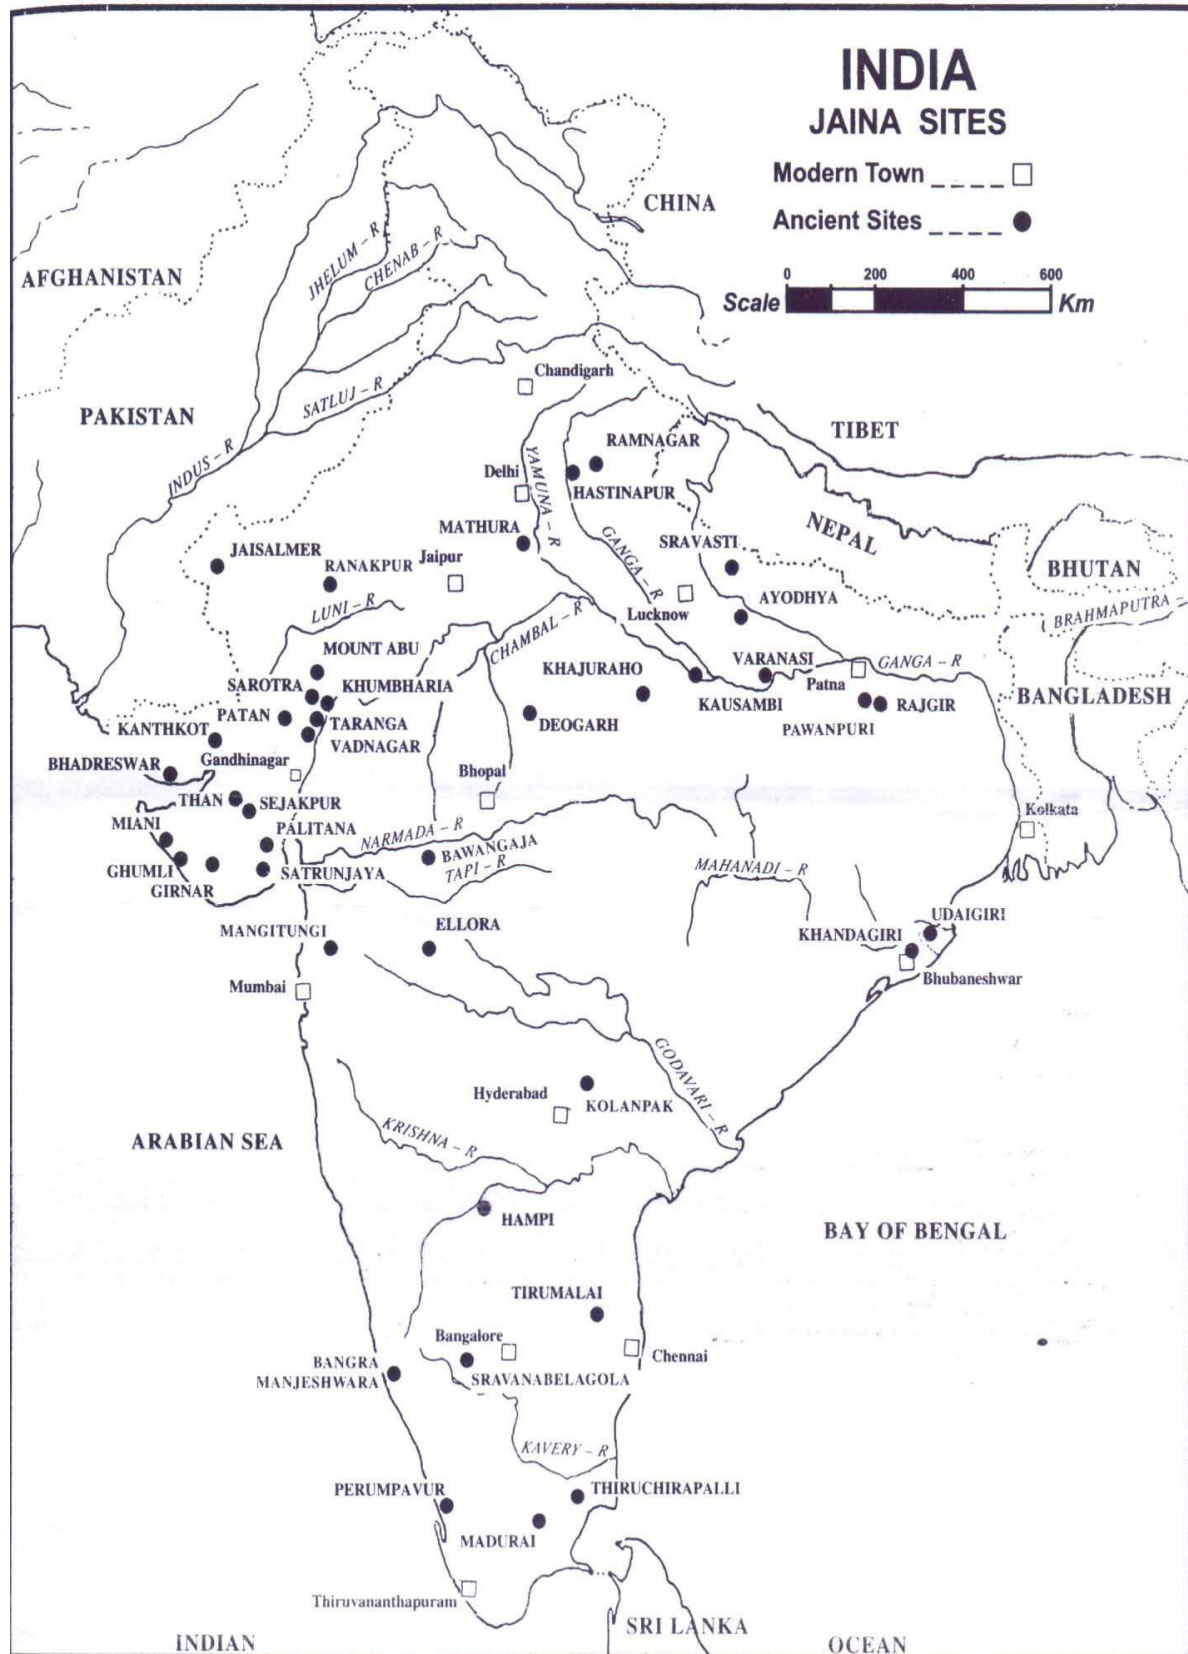 INDIA
JAINA SITES
Modern Town
Ancient Sites
0 200 400 600
Scale Km
CHINA
JHELUM – R
CHENAB – R
AFGHANISTAN
SATLUJ – R
Chandigarh
PAKISTAN
TIBET
INDUS – R
RAMNAGAR
YAMUNA – R
Delhi
HASTINAPUR
MATHURA
NEPAL
SRAVASTI
JAISALMER
RANAKPUR
Jaipur
GANGA – R
BHUTAN
LUNI – R
Lucknow
AYODHYA
BRAHMAPUTRA –
CHAMBAL – R
MOUNT ABU
KHAJURAHO
VARANASI
GANGA – R
SAROTRA
KHUMBHARIA
Patna
BANGLADESH
PATAN
TARANGA
KAUSAMBI
RAJGIR
KANTHKOT
VADNAGAR
DEOGARH
PAWANPURI
BHADRESWAR
Gandhinagar
Bhopal
THAN
SEJAKPUR
Kolkata
MIANI
PALITANA
NARMADA – R
BAWANGAJA
GHUMLI
SATRUNJAYA
TAPI – R
MAHANADI – R
GIRNAR
UDAIGIRI
MANGITUNGI
ELLORA
KHANDAGIRI
Mumbai
Bhubaneshwar
GODAVARI – R
Hyderabad
KOLANPAK
ARABIAN SEA
KRISHNA – R
HAMPI
BAY OF BENGAL
TIRUMALAI
Bangalore
Chennai
BANGRA
MANJESHWARA
SRAVANABELAGOLA
KAVERY – R
PERUMPAVUR
THIRUCHIRAPALLI
MADURAI
Thiruvananthapuram
SRI LANKA
INDIAN
OCEAN